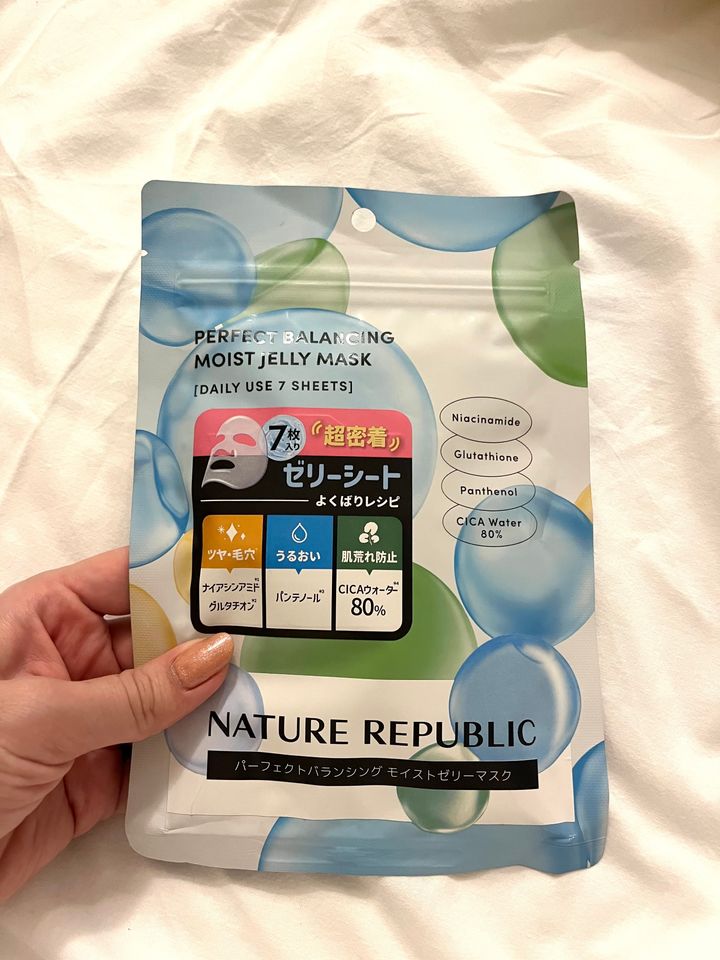 PERFECT BALANCING
MOIST JELLY MASK
[DAILY USE 7 SHEETS]
7枚入り
超密着
ゼリーシート
よくばりレシピ
ツヤ・毛穴
ナイアシンアミド※1
グルタチオン※2
うるおい
パンテノール※3
肌荒れ防止
CICAウォーター※4
80%
Niacinamide
Glutathione
Panthenol
CICA Water
80%
NATURE REPUBLIC
パーフェクトバランシング モイストゼリーマスク